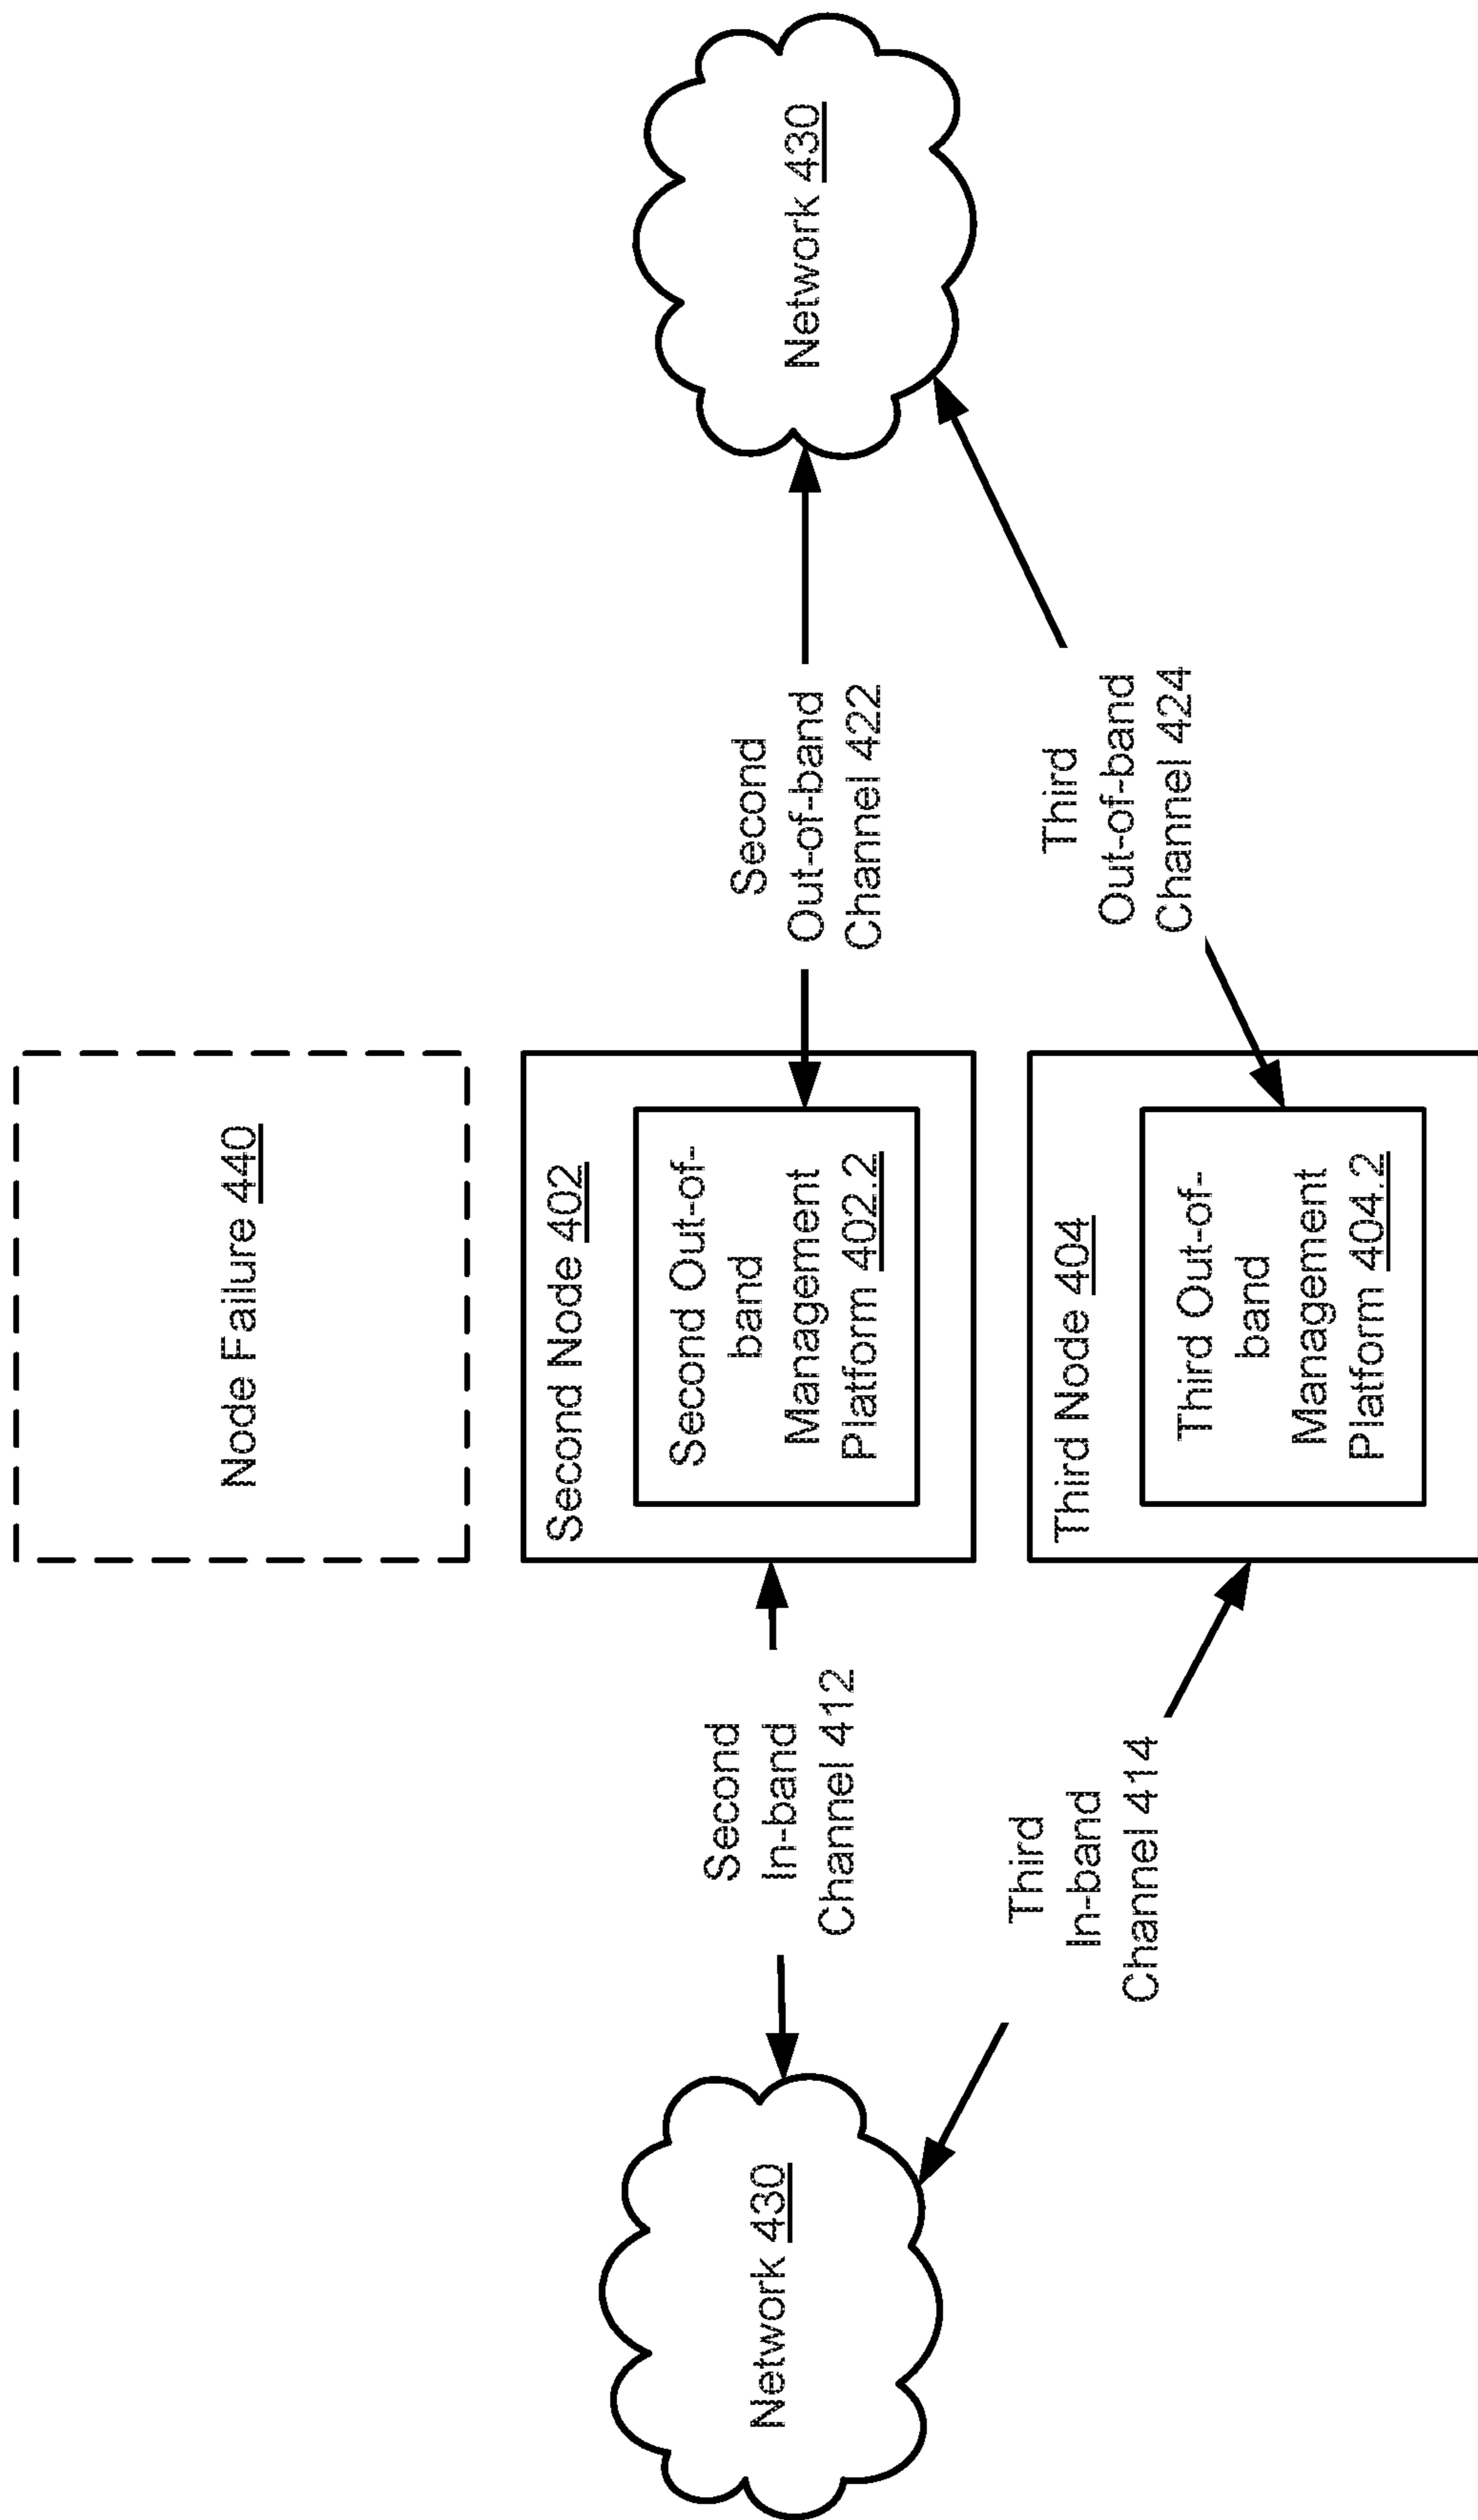 Node Failure 440
Network 430
Second
In-band
Channel 412
Second Node 402
Second Out-of-
band
Management
Platform 402.2
Second
Out-of-band
Channel 422
Network 430
Third
In-band
Channel 414
Third Node 404
Third Out-of-
band
Management
Platform 404.2
Third
Out-of-band
Channel 424